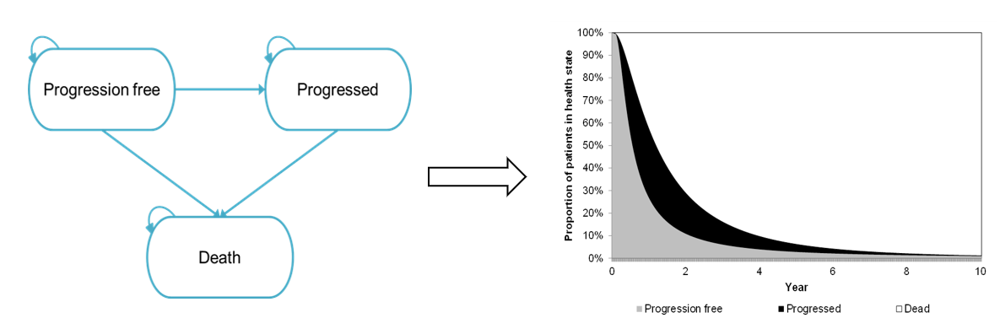 Progression free
Progressed
Death
Proportion of patients in health state
100%
90%
80%
70%
60%
50%
40%
30%
20%
10%
0%
0 2 4 6 8 10
Year
Progression free Progressed Dead